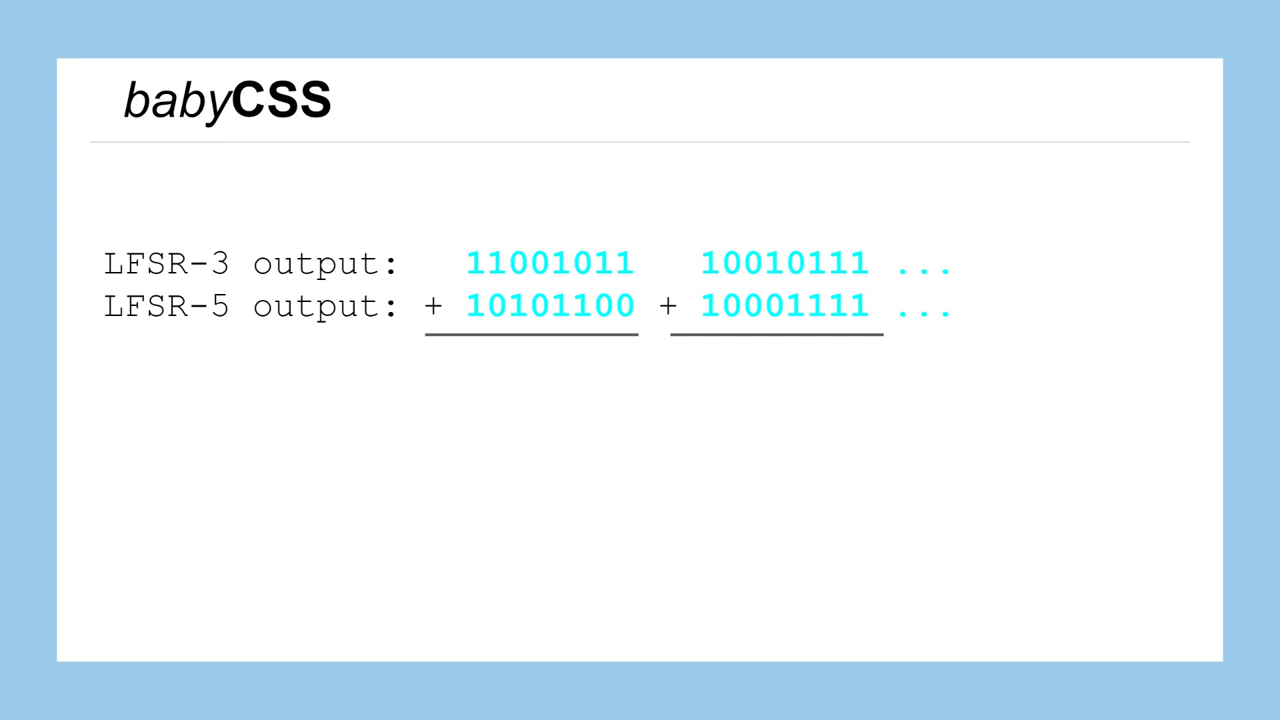 babyCSS
LFSR-3 output: 11001011 10010111 ...
LFSR-5 output: + 10101100 + 10001111 ...